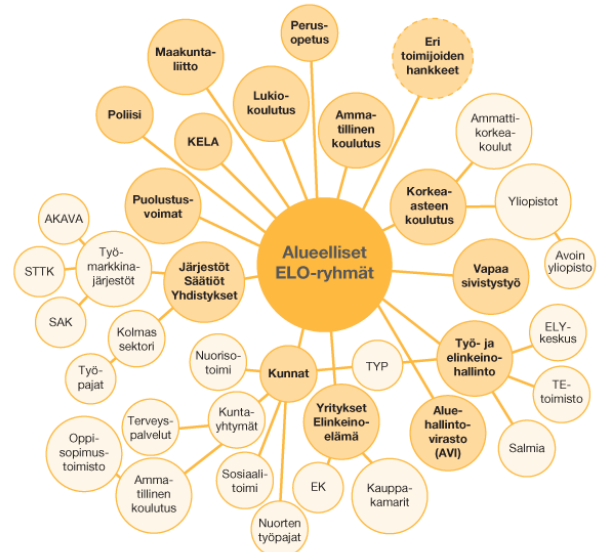 Perus-
opetus
Eri
toimijoiden
hankkeet
Maakunta-
liitto
Lukio-
koulutus
Ammatti-
korkea-
koulut
Poliisi
Amma-
tillinen
koulutus
KELA
Korkea-
asteen
koulutus
Yliopistot
Puolustus-
voimat
AKAVA
Alueelliset
ELO-ryhmät
Avoin
yliopisto
Työ-
markkina-
järjestöt
STTK
Järjestöt
Säätiöt
Yhdistykset
Vapaa
sivistystyö
SAK
Kolmas
sektori
ELY-
keskus
Nuoriso-
toimi
Työ- ja
elinkeino-
hallinto
Työ-
pajat
Kunnat
TYP
TE-
toimisto
Kunta-
yhtymät
Yritykset
Elinkeino-
elämä
Alue-
hallinto-
virasto
(AVI)
Terveys-
palvelut
Salmia
Oppi-
sopimus-
toimisto
Sosiaali-
toimi
EK
Kauppa-
kamarit
Amma-
tillinen
koulutus
Nuorten
työpajat